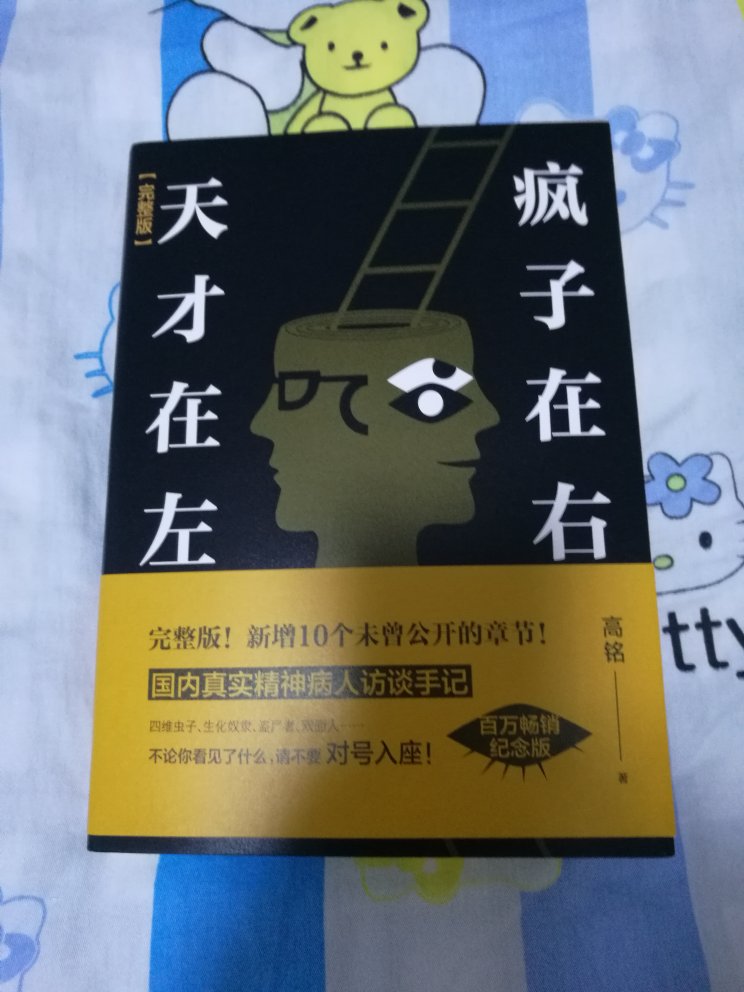 【完整版】
天才在左
疯子在右
完整版！新增10个未曾公开的章节！
国内真实精神病人访谈手记
四维虫子、生化奴隶、盗尸者、双面人……
不论你看见了什么，请不要 对号入座！
百万畅销
纪念版
高铭
著
tty